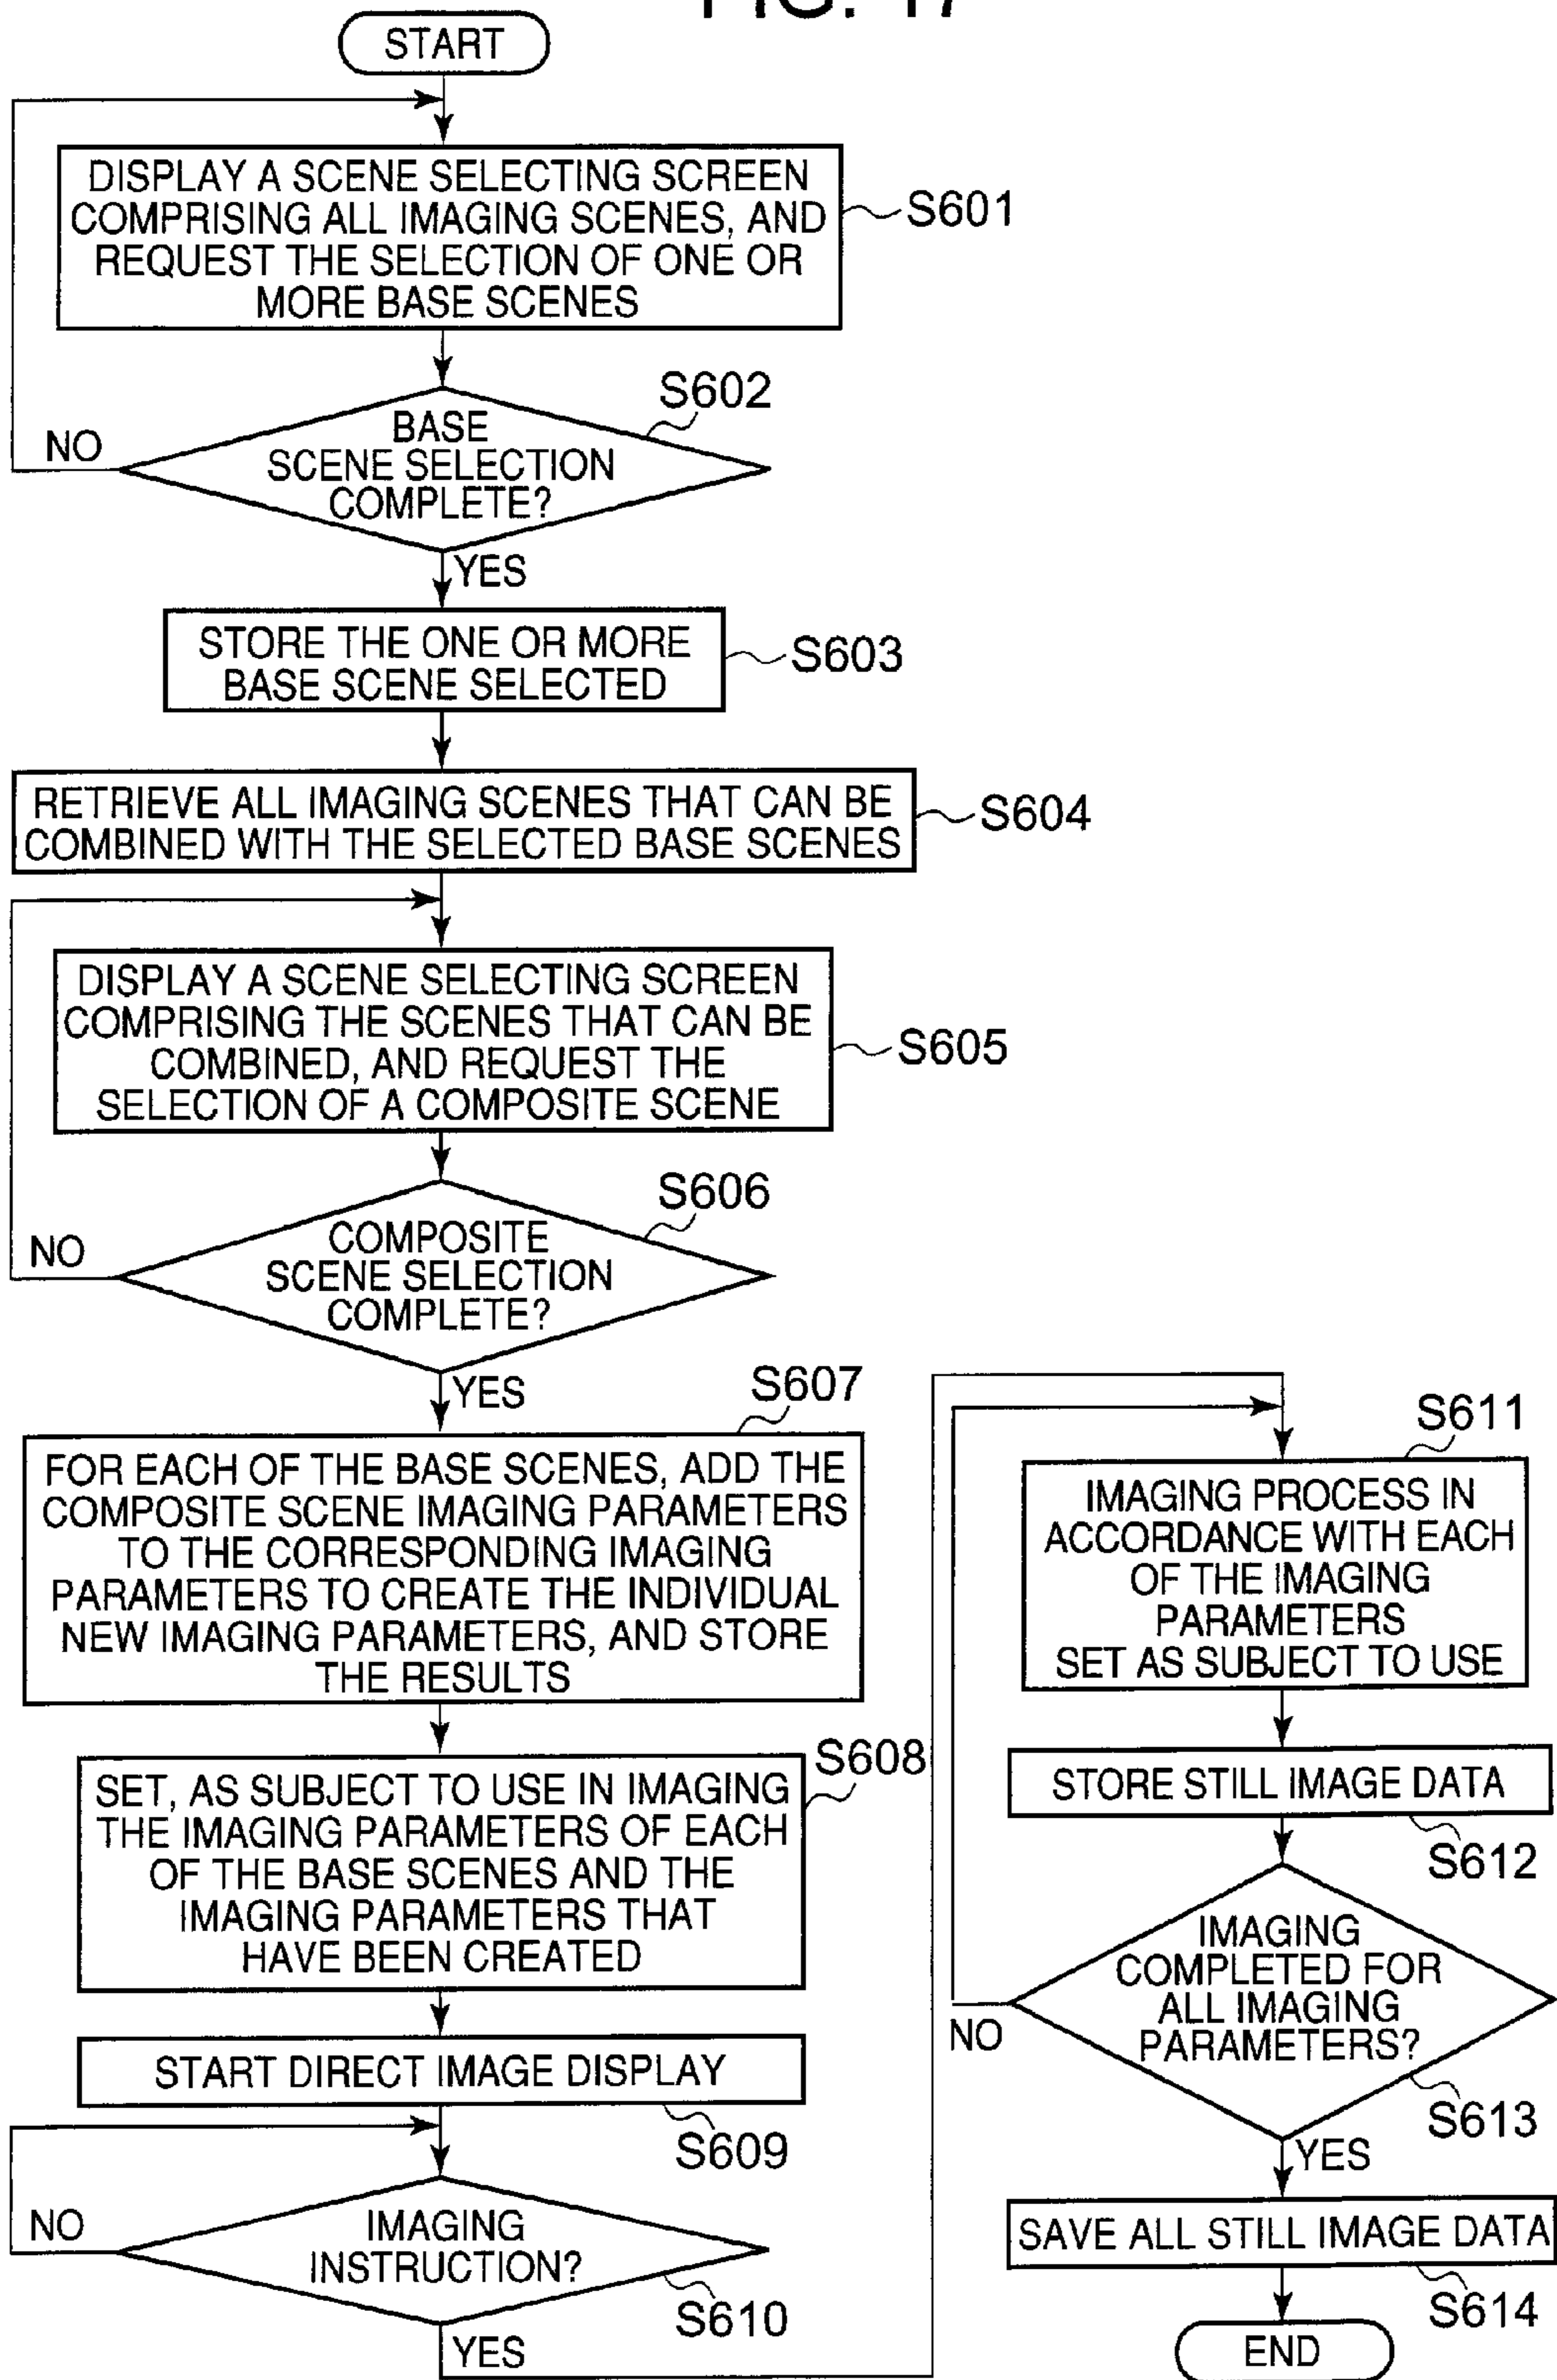 FIG. 17
START
DISPLAY A SCENE SELECTING SCREEN
COMPRISING ALL IMAGING SCENES, AND
REQUEST THE SELECTION OF ONE OR
MORE BASE SCENES
S601
S602
BASE
SCENE SELECTION
COMPLETE?
NO
YES
STORE THE ONE OR MORE
BASE SCENE SELECTED
S603
RETRIEVE ALL IMAGING SCENES THAT CAN BE
COMBINED WITH THE SELECTED BASE SCENES
S604
DISPLAY A SCENE SELECTING SCREEN
COMPRISING THE SCENES THAT CAN BE
COMBINED, AND REQUEST THE
SELECTION OF A COMPOSITE SCENE
S605
S606
COMPOSITE
SCENE SELECTION
COMPLETE?
NO
YES
S607
FOR EACH OF THE BASE SCENES, ADD THE
COMPOSITE SCENE IMAGING PARAMETERS
TO THE CORRESPONDING IMAGING
PARAMETERS TO CREATE THE INDIVIDUAL
NEW IMAGING PARAMETERS, AND STORE
THE RESULTS
S608
SET, AS SUBJECT TO USE IN IMAGING
THE IMAGING PARAMETERS OF EACH
OF THE BASE SCENES AND THE
IMAGING PARAMETERS THAT
HAVE BEEN CREATED
START DIRECT IMAGE DISPLAY
S609
NO
IMAGING
INSTRUCTION?
S610
YES
S611
IMAGING PROCESS IN
ACCORDANCE WITH EACH
OF THE IMAGING
PARAMETERS
SET AS SUBJECT TO USE
STORE STILL IMAGE DATA
S612
IMAGING
COMPLETED FOR
ALL IMAGING
PARAMETERS?
NO
S613
YES
SAVE ALL STILL IMAGE DATA
S614
END